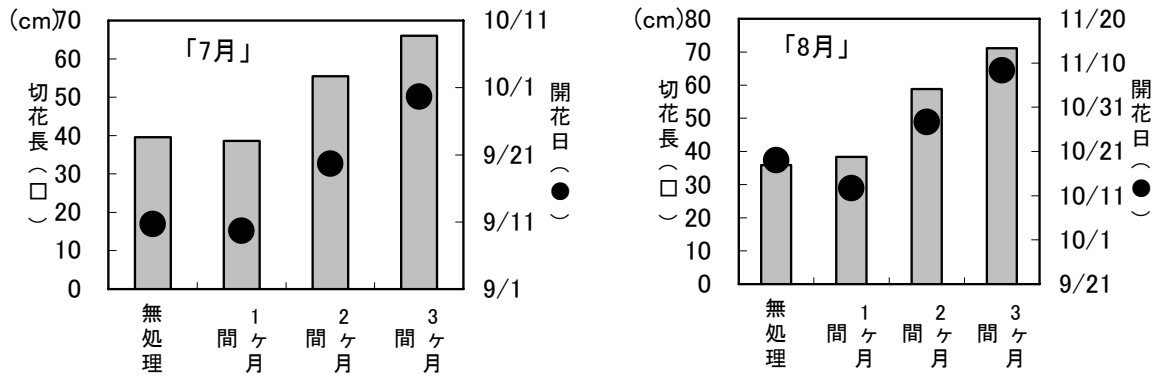 (cm)
70
60
50
40
30
20
10
0
切花長(□)
「7月」
10/11
10/1
9/21
9/11
9/1
開花日(●)
無処理
1ヶ月間
2ヶ月間
3ヶ月間
(cm)
80
70
60
50
40
30
20
10
0
切花長(□)
「8月」
11/20
11/10
10/31
10/21
10/11
10/1
9/21
開花日(●)
無処理
1ヶ月間
2ヶ月間
3ヶ月間